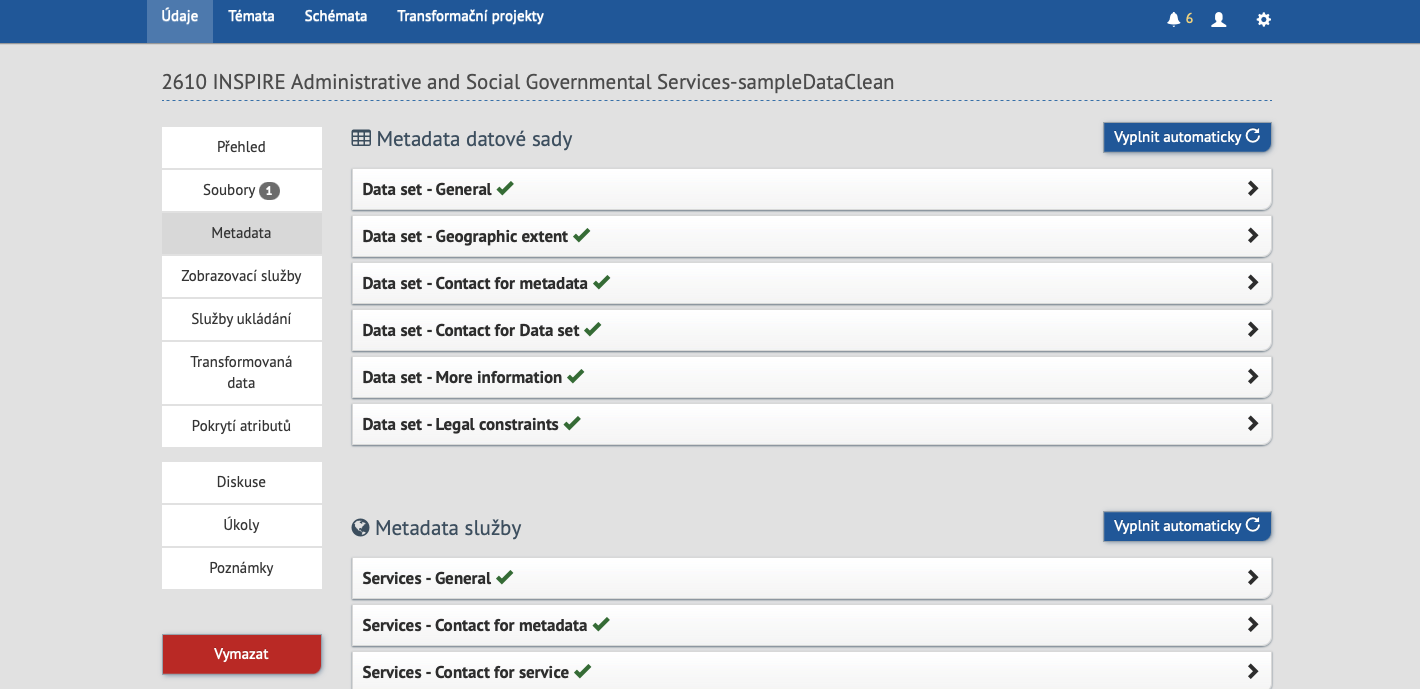 Údaje Témata Schémata Transformační projekty 6
2610 INSPIRE Administrative and Social Governmental Services-sampleDataClean
Přehled
Soubory 1
Metadata
Zobrazovací služby
Služby ukládání
Transformovaná
data
Pokrytí atributů
Diskuse
Úkoly
Poznámky
Vymazat
Metadata datové sady
Vyplnit automaticky
Data set - General
Data set - Geographic extent
Data set - Contact for metadata
Data set - Contact for Data set
Data set - More information
Data set - Legal constraints
Metadata služby
Vyplnit automaticky
Services - General
Services - Contact for metadata
Services - Contact for service